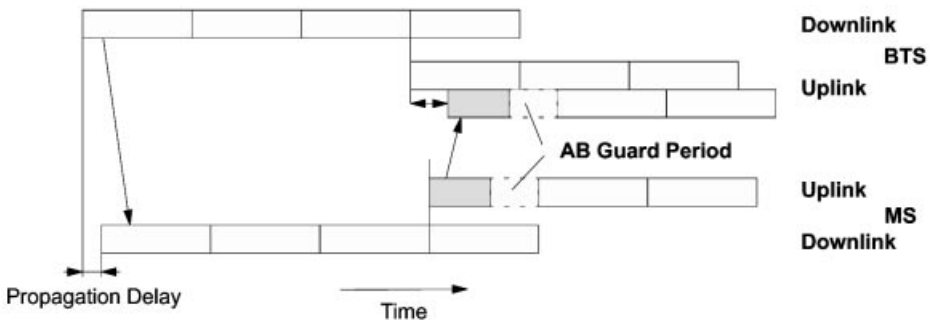 Downlink
BTS
Uplink
AB Guard Period
Uplink
MS
Downlink
Propagation Delay
Time